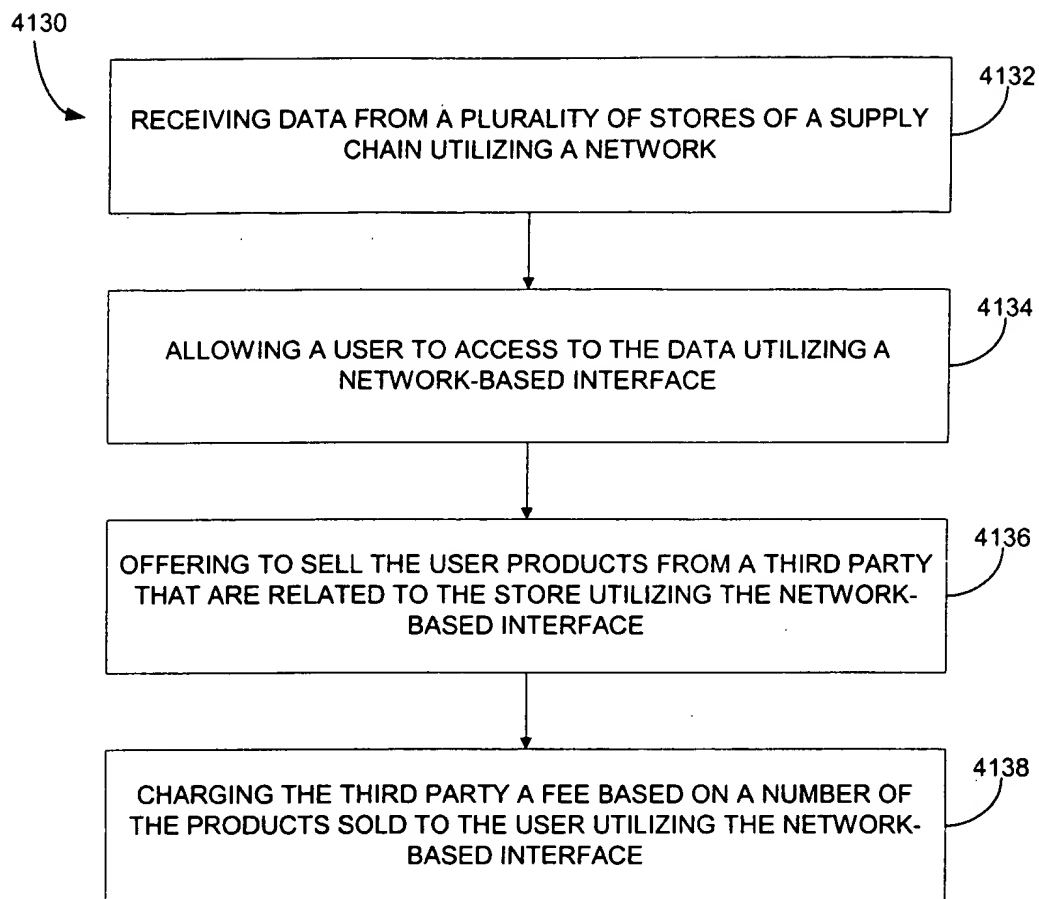 4130
4132
RECEIVING DATA FROM A PLURALITY OF STORES OF A SUPPLY
CHAIN UTILIZING A NETWORK
4134
ALLOWING A USER TO ACCESS TO THE DATA UTILIZING A
NETWORK-BASED INTERFACE
4136
OFFERING TO SELL THE USER PRODUCTS FROM A THIRD PARTY
THAT ARE RELATED TO THE STORE UTILIZING THE NETWORK-
BASED INTERFACE
4138
CHARGING THE THIRD PARTY A FEE BASED ON A NUMBER OF
THE PRODUCTS SOLD TO THE USER UTILIZING THE NETWORK-
BASED INTERFACE